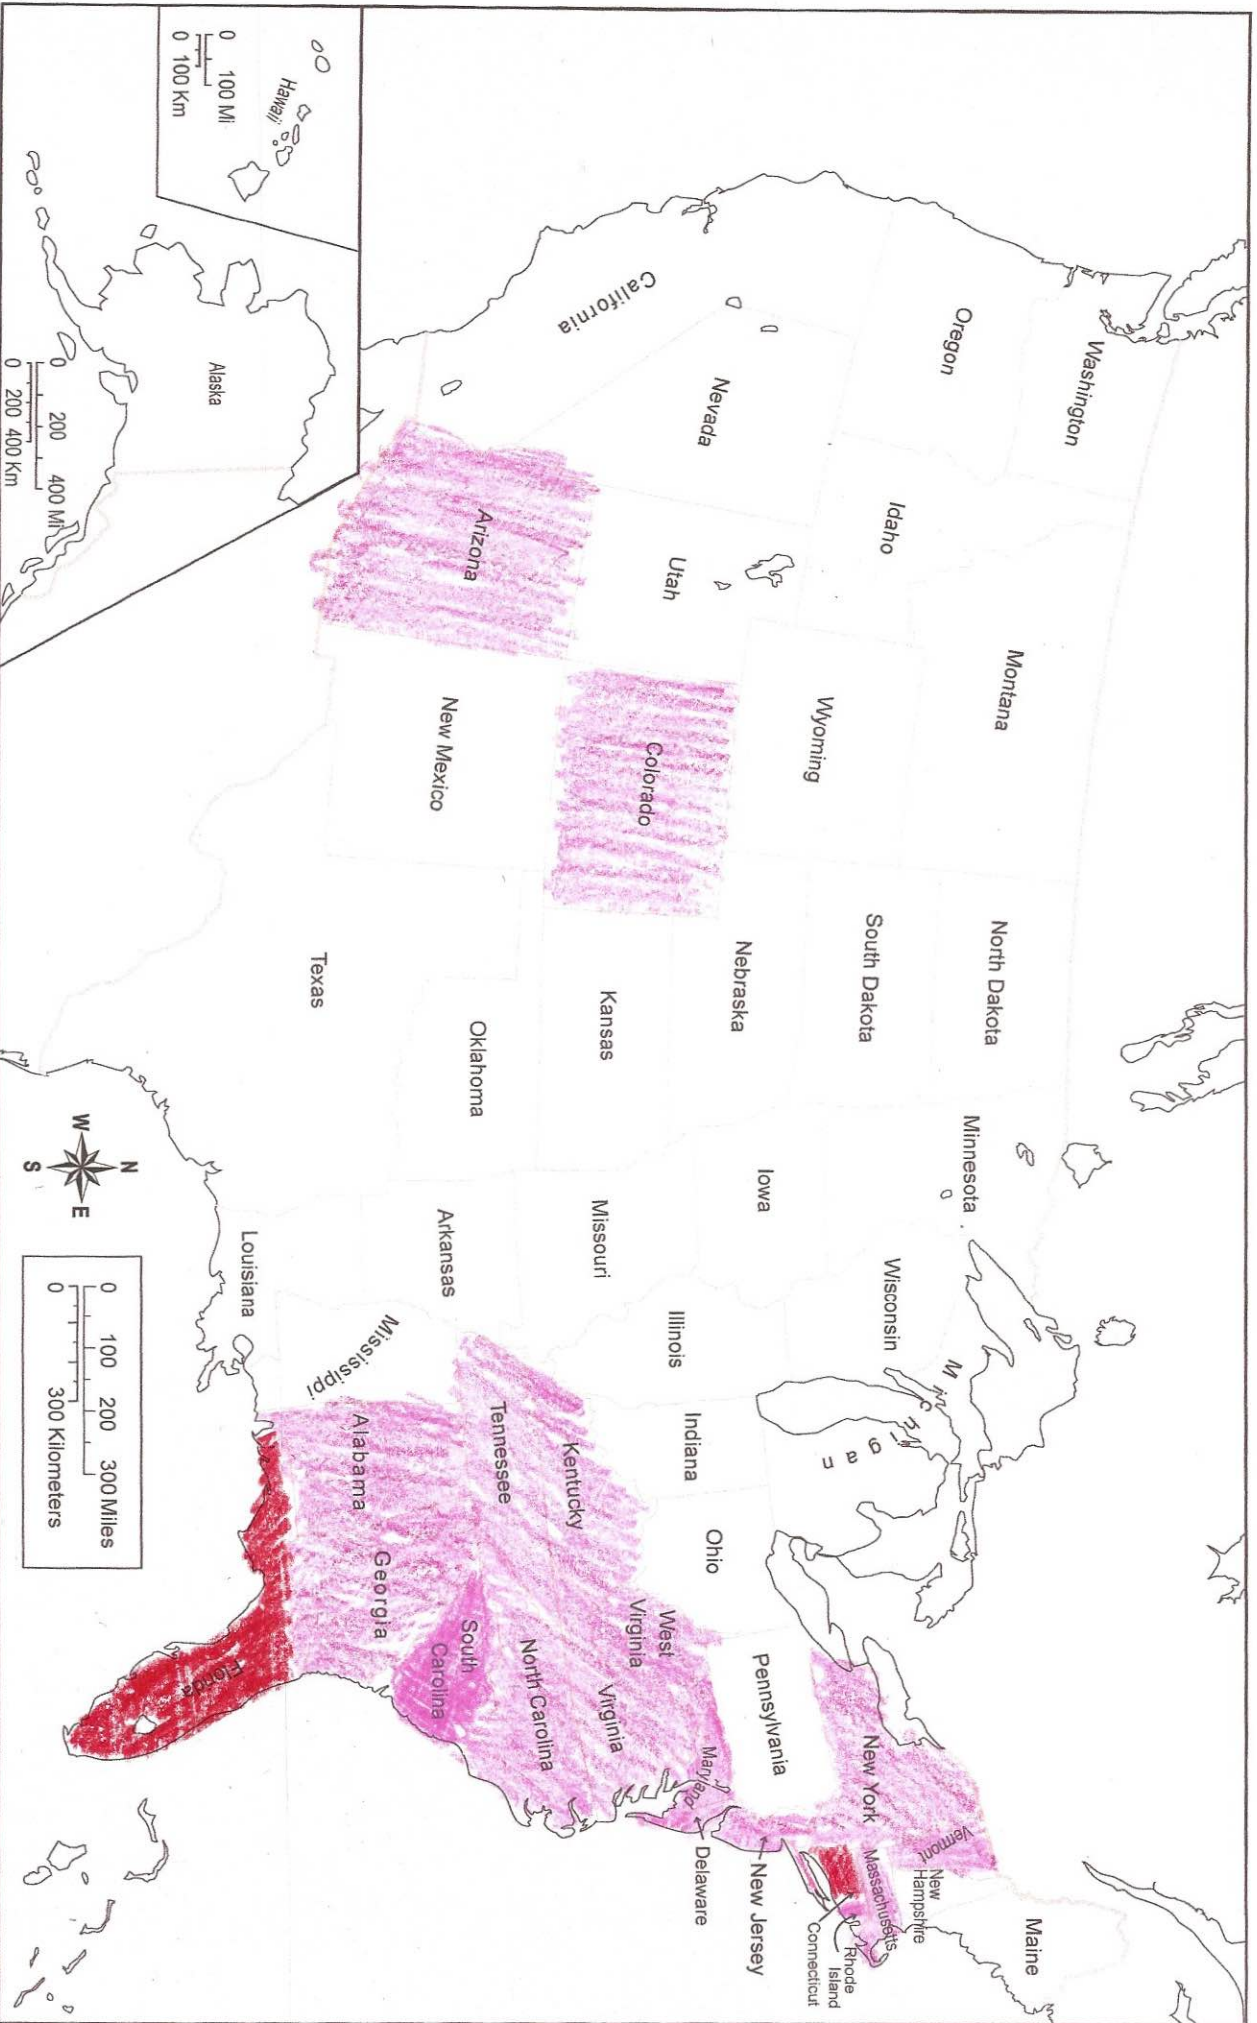 Washington
Oregon
California
Nevada
Idaho
Montana
Wyoming
Utah
Arizona
Colorado
New Mexico
North Dakota
South Dakota
Nebraska
Kansas
Oklahoma
Texas
Minnesota
Iowa
Missouri
Arkansas
Louisiana
Wisconsin
Illinois
Michigan
Indiana
Ohio
Kentucky
Tennessee
Mississippi
Alabama
Georgia
Florida
South
Carolina
North Carolina
Virginia
West
Virginia
Maryland
Delaware
Pennsylvania
New Jersey
New York
Connecticut
Rhode
Island
Massachusetts
Vermont
New
Hampshire
Maine
Hawaii
0 100 Mi
0 100 Km
Alaska
0 200 400 Mi
0 200 400 Km
N
W E
S
0 100 200 300 Miles
0 300 Kilometers